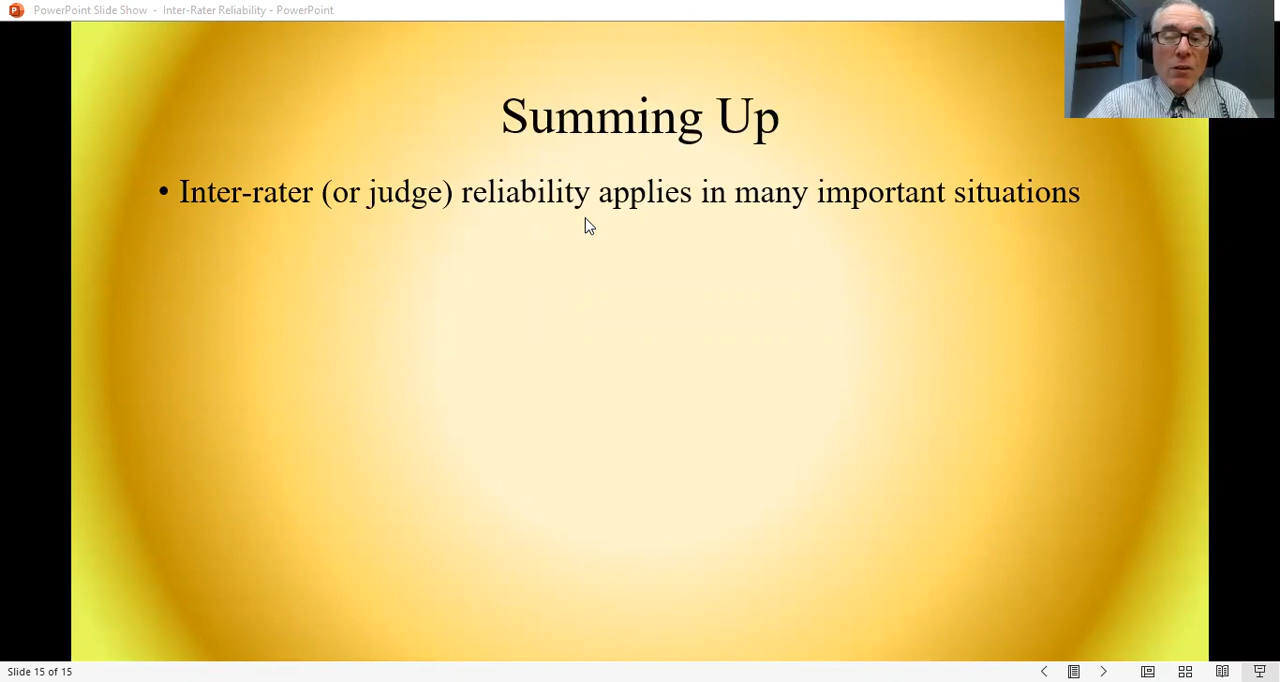 PowerPoint Slide Show - Inter-Rater Reliability - PowerPoint
Summing Up
• Inter-rater (or judge) reliability applies in many important situations
Slide 15 of 15